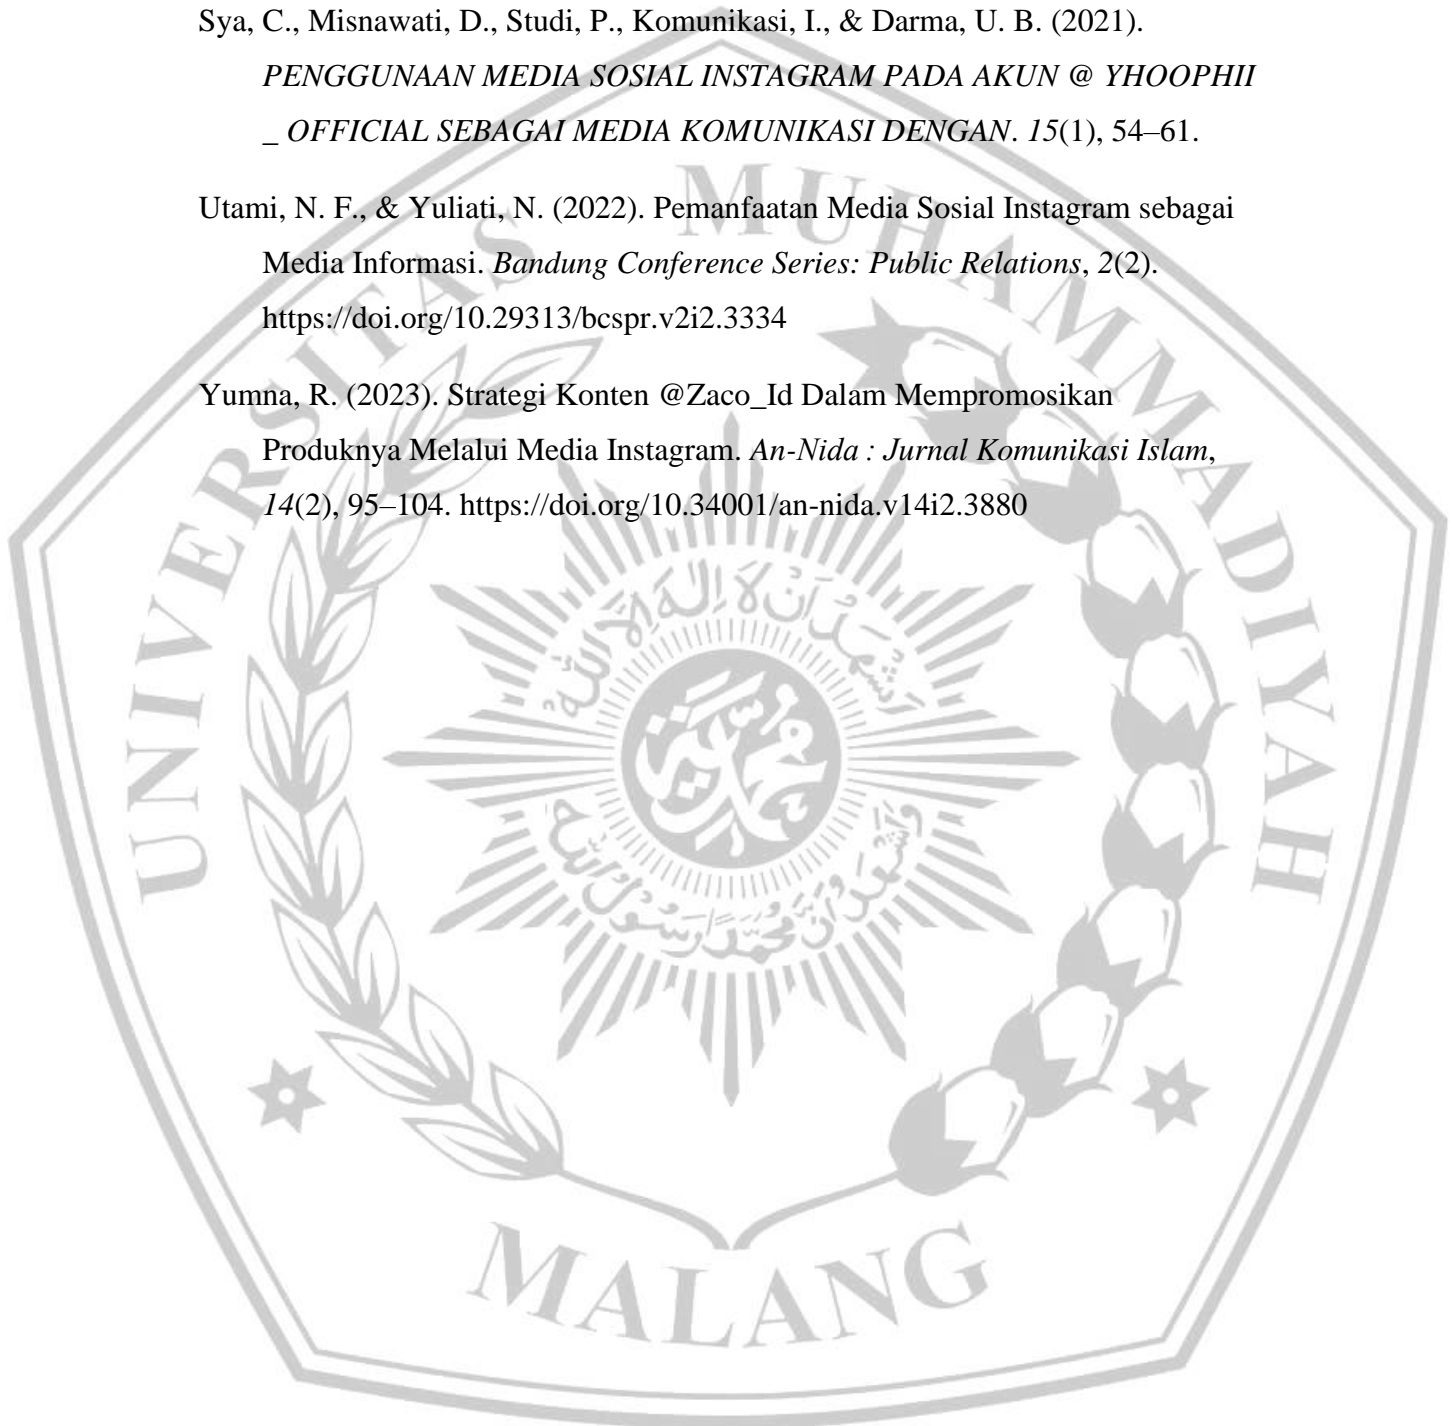 Sya, C., Misnawati, D., Studi, P., Komunikasi, I., & Darma, U. B. (2021).
PENGGUNAAN MEDIA SOSIAL INSTAGRAM PADA AKUN @ YHOOPHII
_ OFFICIAL SEBAGAI MEDIA KOMUNIKASI DENGAN. 15(1), 54–61.
Utami, N. F., & Yuliati, N. (2022). Pemanfaatan Media Sosial Instagram sebagai
Media Informasi. Bandung Conference Series: Public Relations, 2(2).
https://doi.org/10.29313/bcspr.v2i2.3334
Yumna, R. (2023). Strategi Konten @Zaco_Id Dalam Mempromosikan
Produknya Melalui Media Instagram. An-Nida : Jurnal Komunikasi Islam,
14(2), 95–104. https://doi.org/10.34001/an-nida.v14i2.3880
UNIVERSITAS MUHAMMADIYAH
اَشْهَدُ اَنْ لَا اِلٰهَ اِلَّا اللهُ
محمدية
وَاَشْهَدُ اَنَّ مُحَمَّدًا رَسُوْلُ اللهِ
MALANG